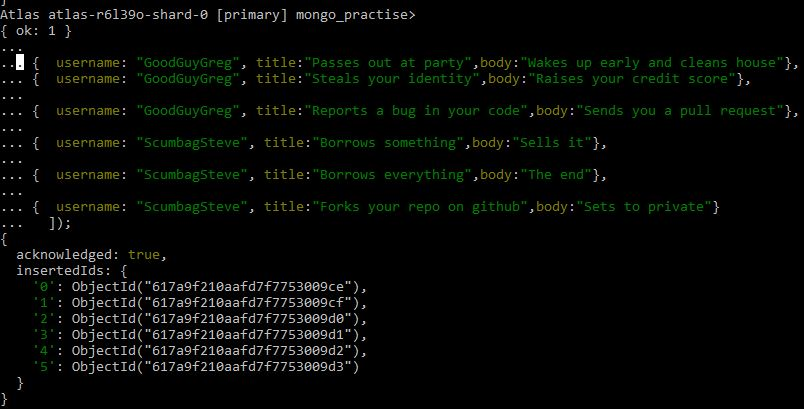 }
Atlas atlas-r6l39o-shard-0 [primary] mongo_practise>
{ ok: 1 }
...
... {  username: "GoodGuyGreg", title:"Passes out at party",body:"Wakes up early and cleans house"},
... {  username: "GoodGuyGreg", title:"Steals your identity",body:"Raises your credit score"},
...
... {  username: "GoodGuyGreg", title:"Reports a bug in your code",body:"Sends you a pull request"},
...
... {  username: "ScumbagSteve", title:"Borrows something",body:"Sells it"},
...
... {  username: "ScumbagSteve", title:"Borrows everything",body:"The end"},
...
... {  username: "ScumbagSteve", title:"Forks your repo on github",body:"Sets to private"}
...    ]);
{
  acknowledged: true,
  insertedIds: {
    '0': ObjectId("617a9f210aafd7f7753009ce"),
    '1': ObjectId("617a9f210aafd7f7753009cf"),
    '2': ObjectId("617a9f210aafd7f7753009d0"),
    '3': ObjectId("617a9f210aafd7f7753009d1"),
    '4': ObjectId("617a9f210aafd7f7753009d2"),
    '5': ObjectId("617a9f210aafd7f7753009d3")
  }
}